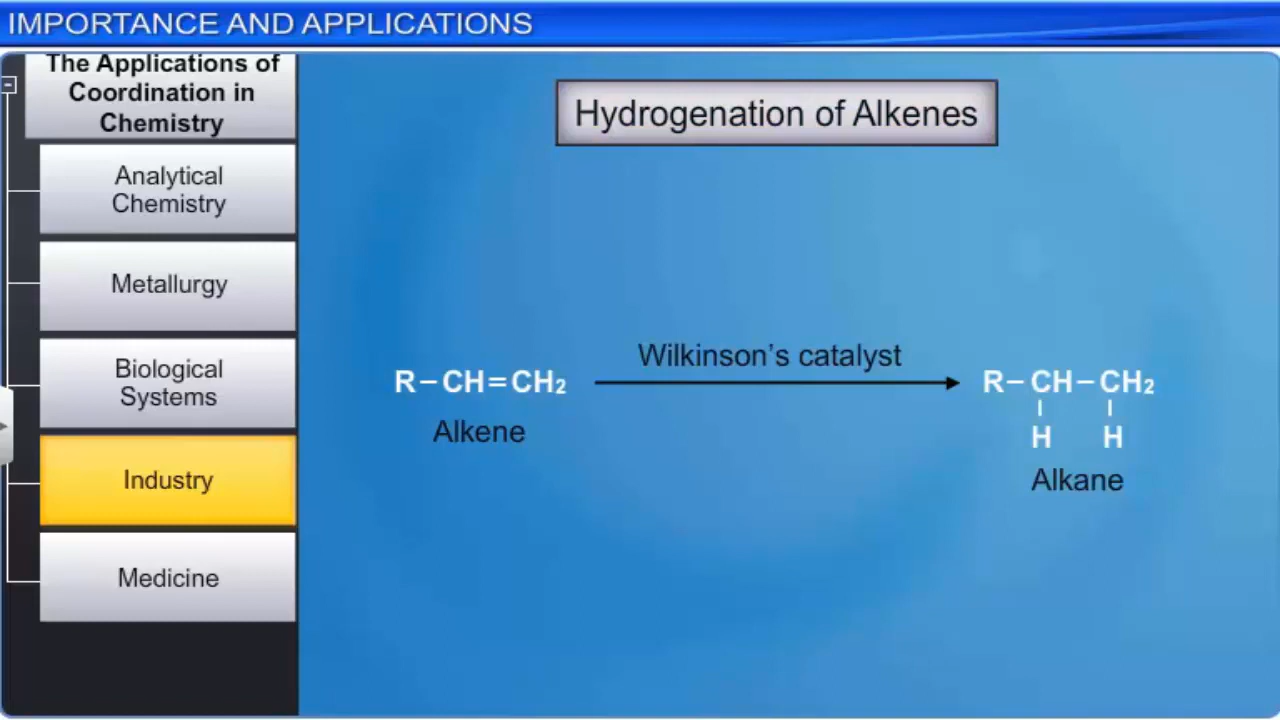 IMPORTANCE AND APPLICATIONS
The Applications of
Coordination in
Chemistry
Analytical
Chemistry
Metallurgy
Biological
Systems
Industry
Medicine
Hydrogenation of Alkenes
Wilkinson's catalyst
R–CH=CH₂
Alkene
R–CH–CH₂
H H
Alkane